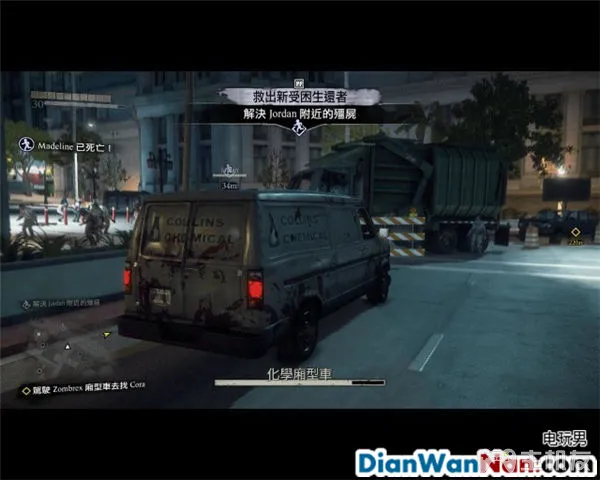 救出新受困生還者
解決 Jordan 附近的殭屍
30
Madeline 已死亡！
34m
COLLINS
CHEMICAL
COLLINS
CHEMICAL
220m
解決 Jordan 附近的殭屍
化學廂型車
駕駛 Zombrex 廂型車去找 Cora
电玩男
DianWanNan.com